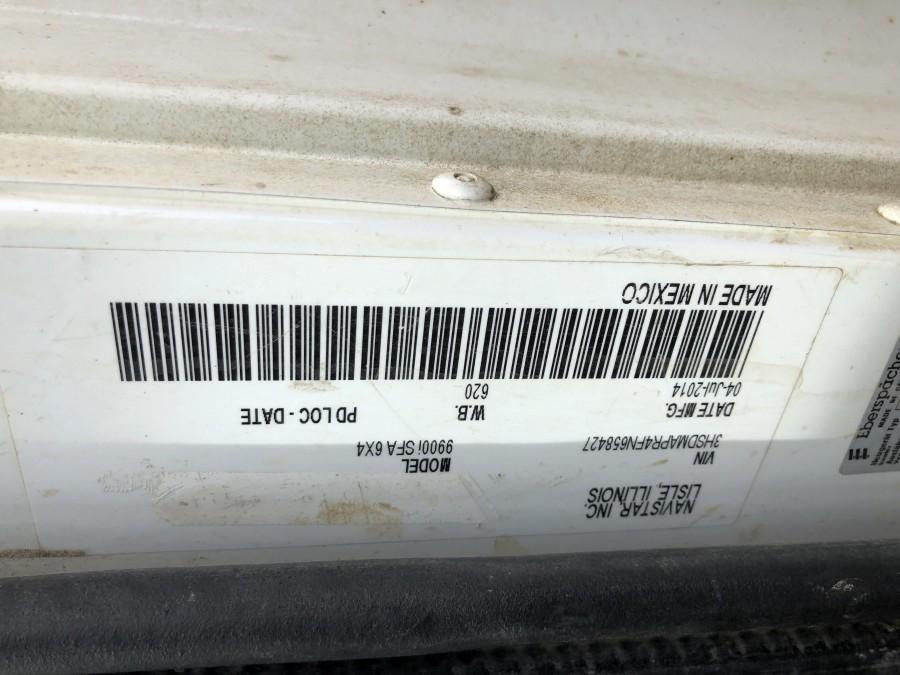 NAVISTAR, INC.
LISLE, ILLINOIS
VIN
3HSDMAPR4FN658427
MODEL
9900i SFA 6X4
DATE MFG.
04-Jul-2014
W.B.
620
PD LOC - DATE
MADE IN MEXICO
Eberspächer